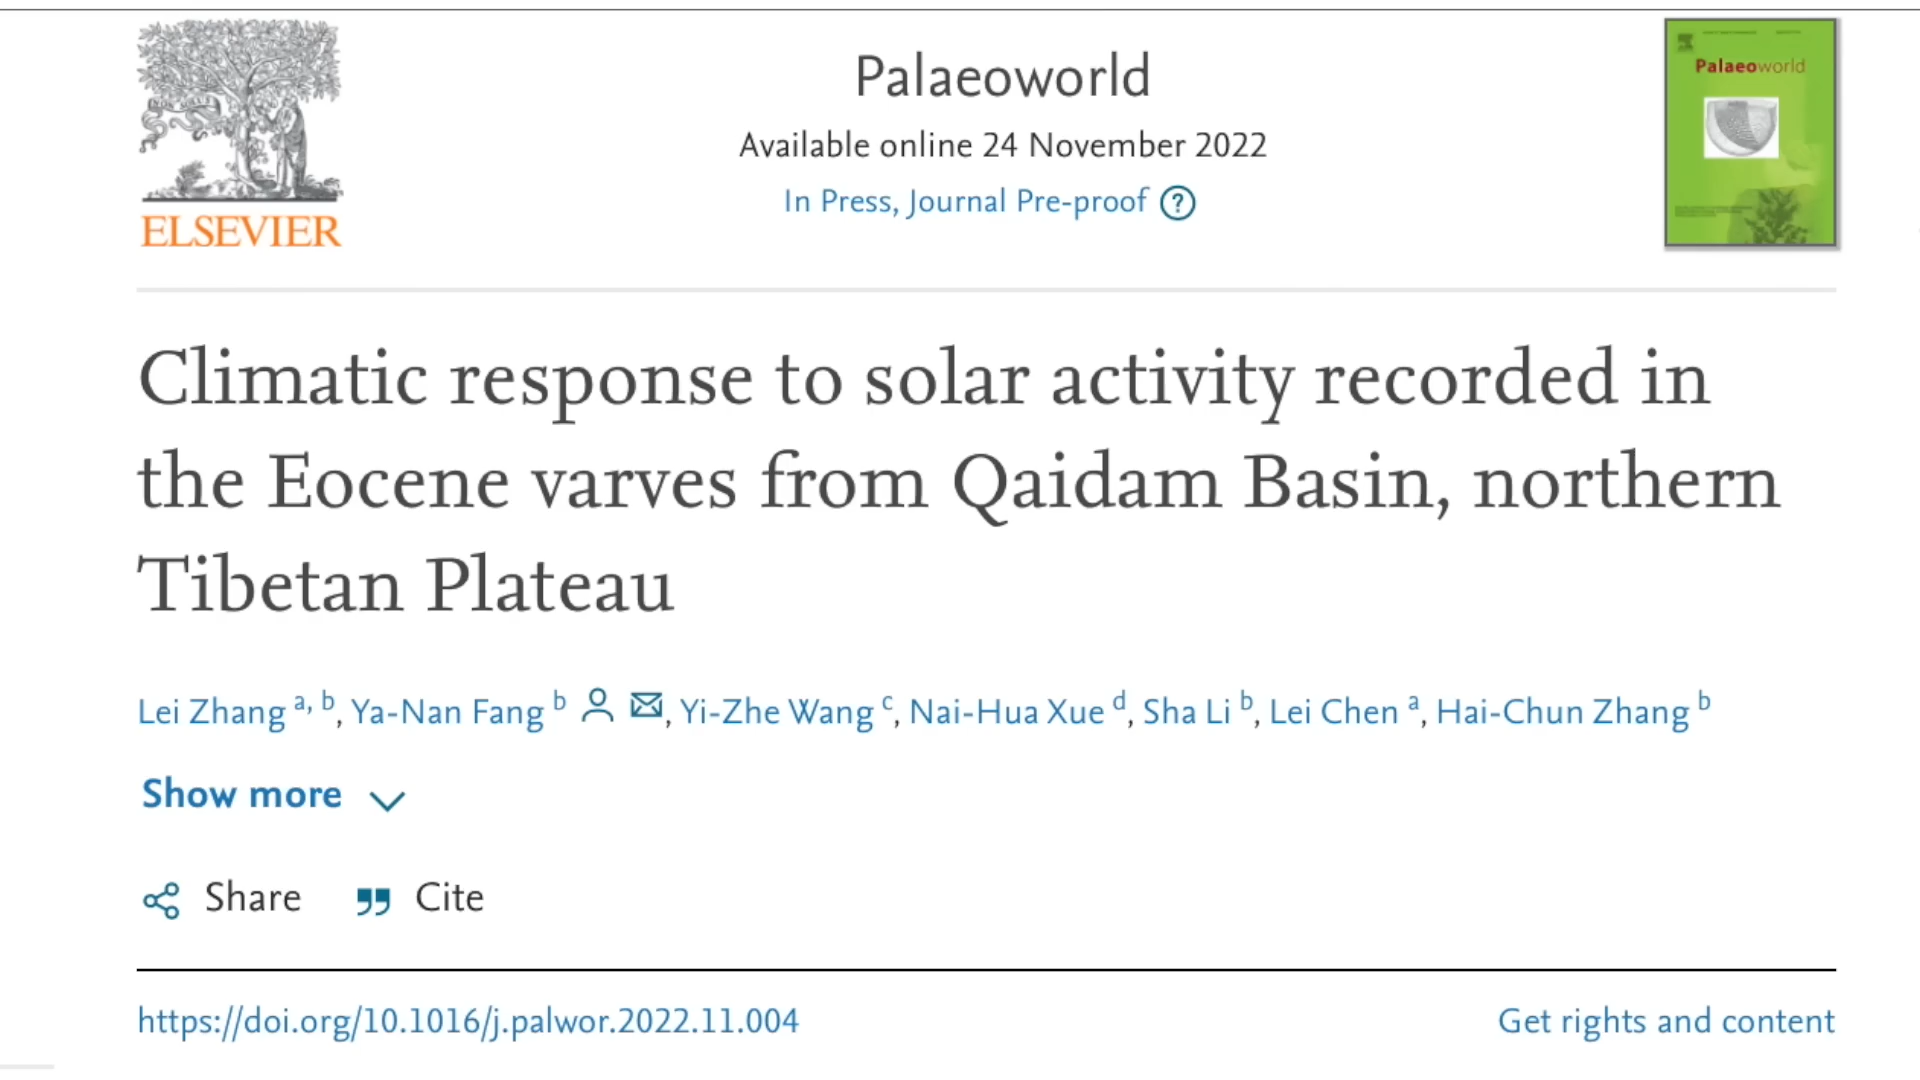 Palaeoworld
Available online 24 November 2022
In Press, Journal Pre-proof ?
ELSEVIER
Palaeoworld
Climatic response to solar activity recorded in
the Eocene varves from Qaidam Basin, northern
Tibetan Plateau
Lei Zhang a, b, Ya-Nan Fang b, Yi-Zhe Wang c, Nai-Hua Xue d, Sha Li b, Lei Chen a, Hai-Chun Zhang b
Show more
Share Cite
https://doi.org/10.1016/j.palwor.2022.11.004 Get rights and content